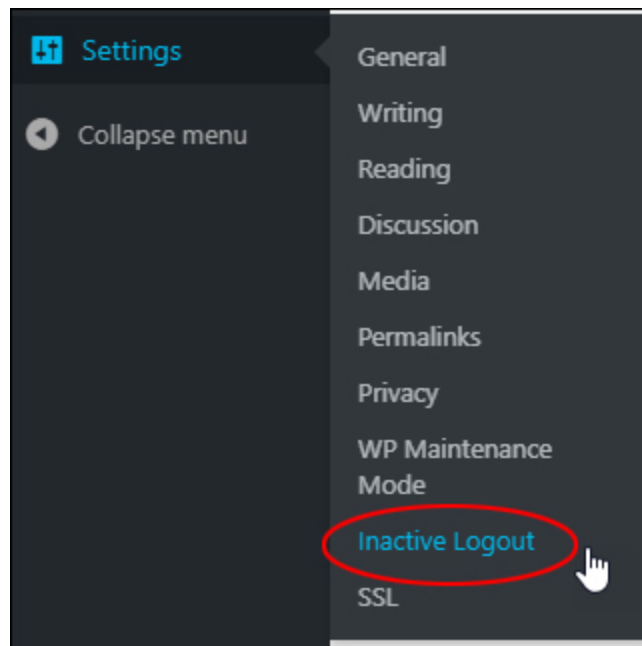 Settings
Collapse menu
General
Writing
Reading
Discussion
Media
Permalinks
Privacy
WP Maintenance
Mode
Inactive Logout
SSL